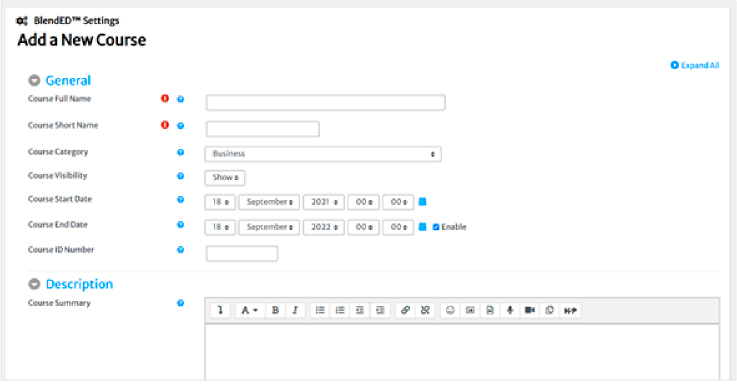 BlendED™ Settings
Add a New Course
Expand All
General
Course Full Name
Course Short Name
Course Category Business
Course Visibility Show
Course Start Date 18 September 2021 00 00
Course End Date 18 September 2022 00 00 Enable
Course ID Number
Description
Course Summary
A B I H-P